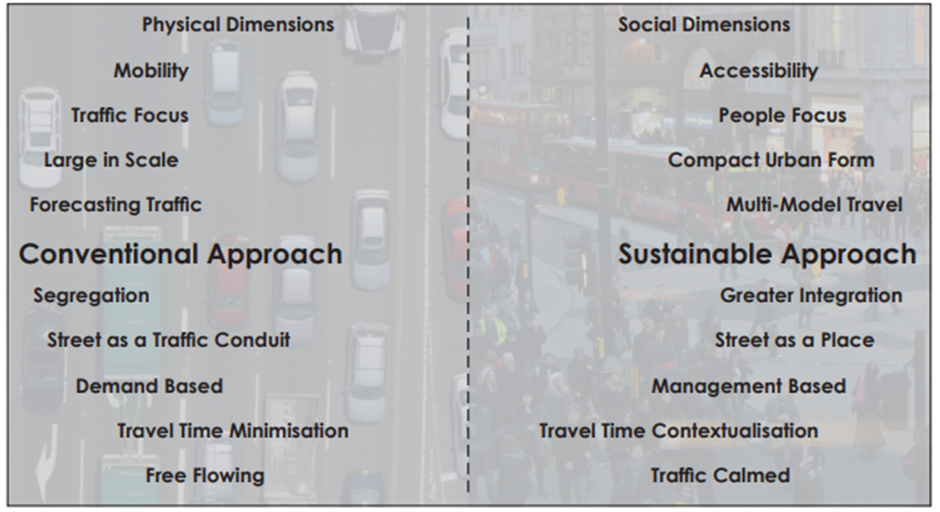 Physical Dimensions
Social Dimensions
Mobility
Accessibility
Traffic Focus
People Focus
Large in Scale
Compact Urban Form
Forecasting Traffic
Multi-Model Travel
Conventional Approach
Sustainable Approach
Segregation
Greater Integration
Street as a Traffic Conduit
Street as a Place
Demand Based
Management Based
Travel Time Minimisation
Travel Time Contextualisation
Free Flowing
Traffic Calmed